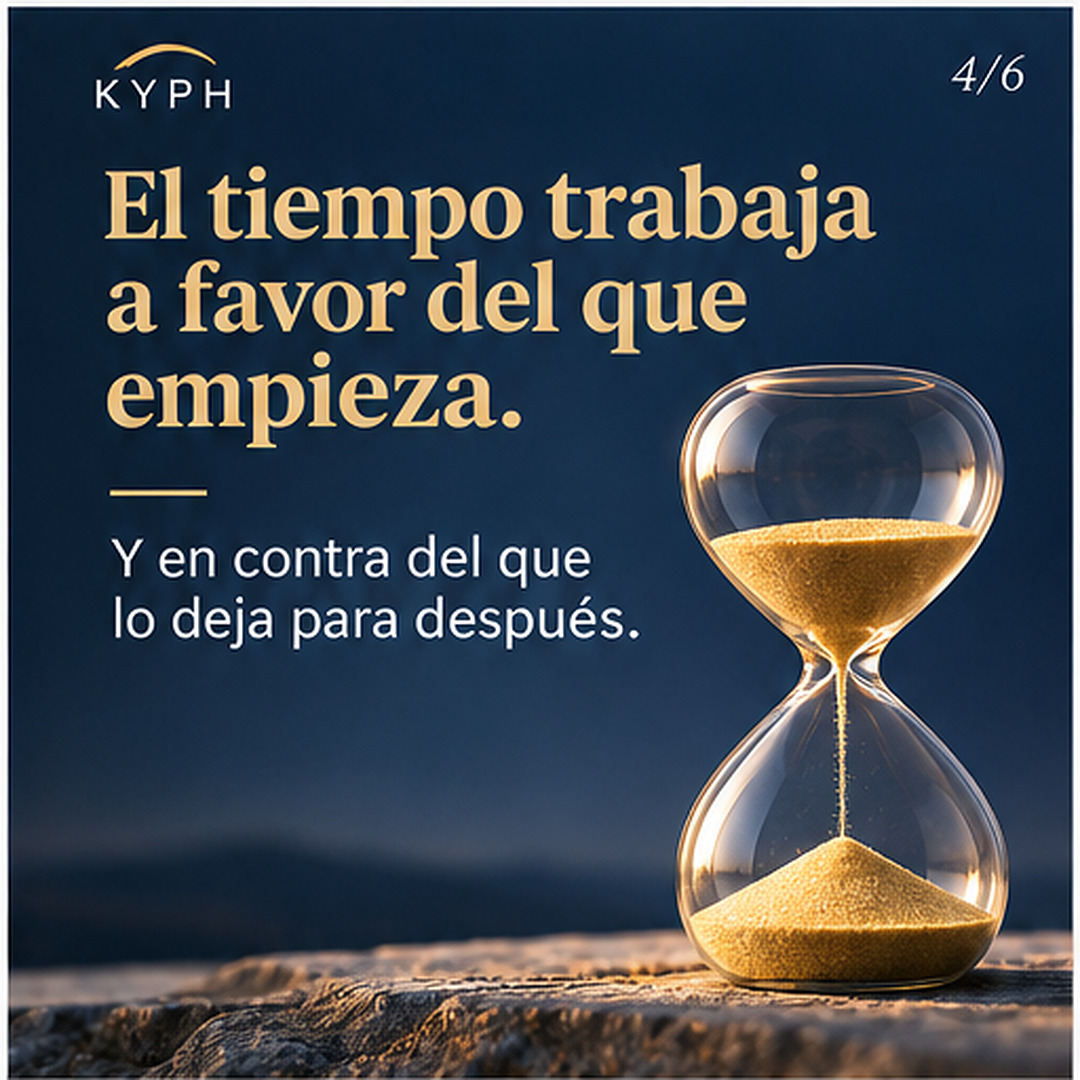 KYPH
4/6
El tiempo trabaja
a favor del que
empieza.
Y en contra del que
lo deja para después.